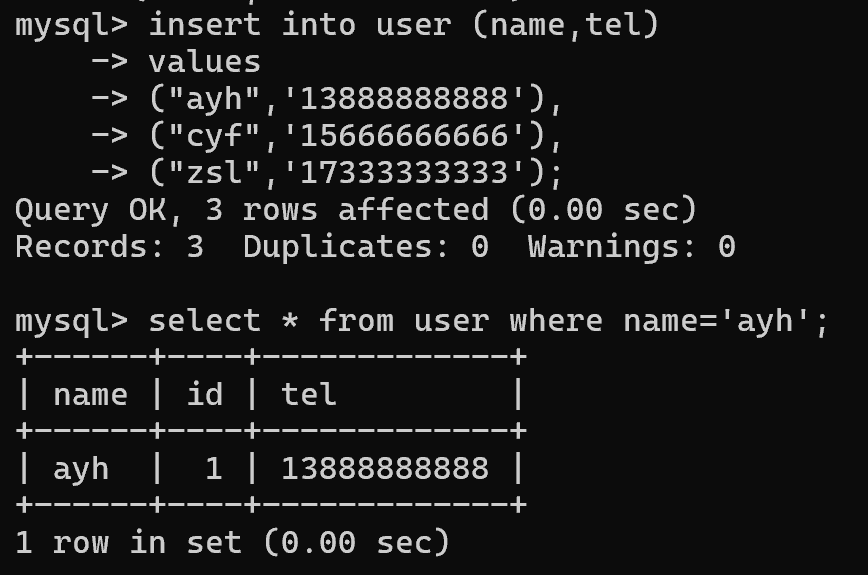 mysql> insert into user (name,tel)
    -> values
    -> ("ayh",'13888888888'),
    -> ("cyf",'15666666666'),
    -> ("zsl",'17333333333');
Query OK, 3 rows affected (0.00 sec)
Records: 3  Duplicates: 0  Warnings: 0

mysql> select * from user where name='ayh';
+------+----+-------------+
| name | id | tel         |
+------+----+-------------+
| ayh  |  1 | 13888888888 |
+------+----+-------------+
1 row in set (0.00 sec)